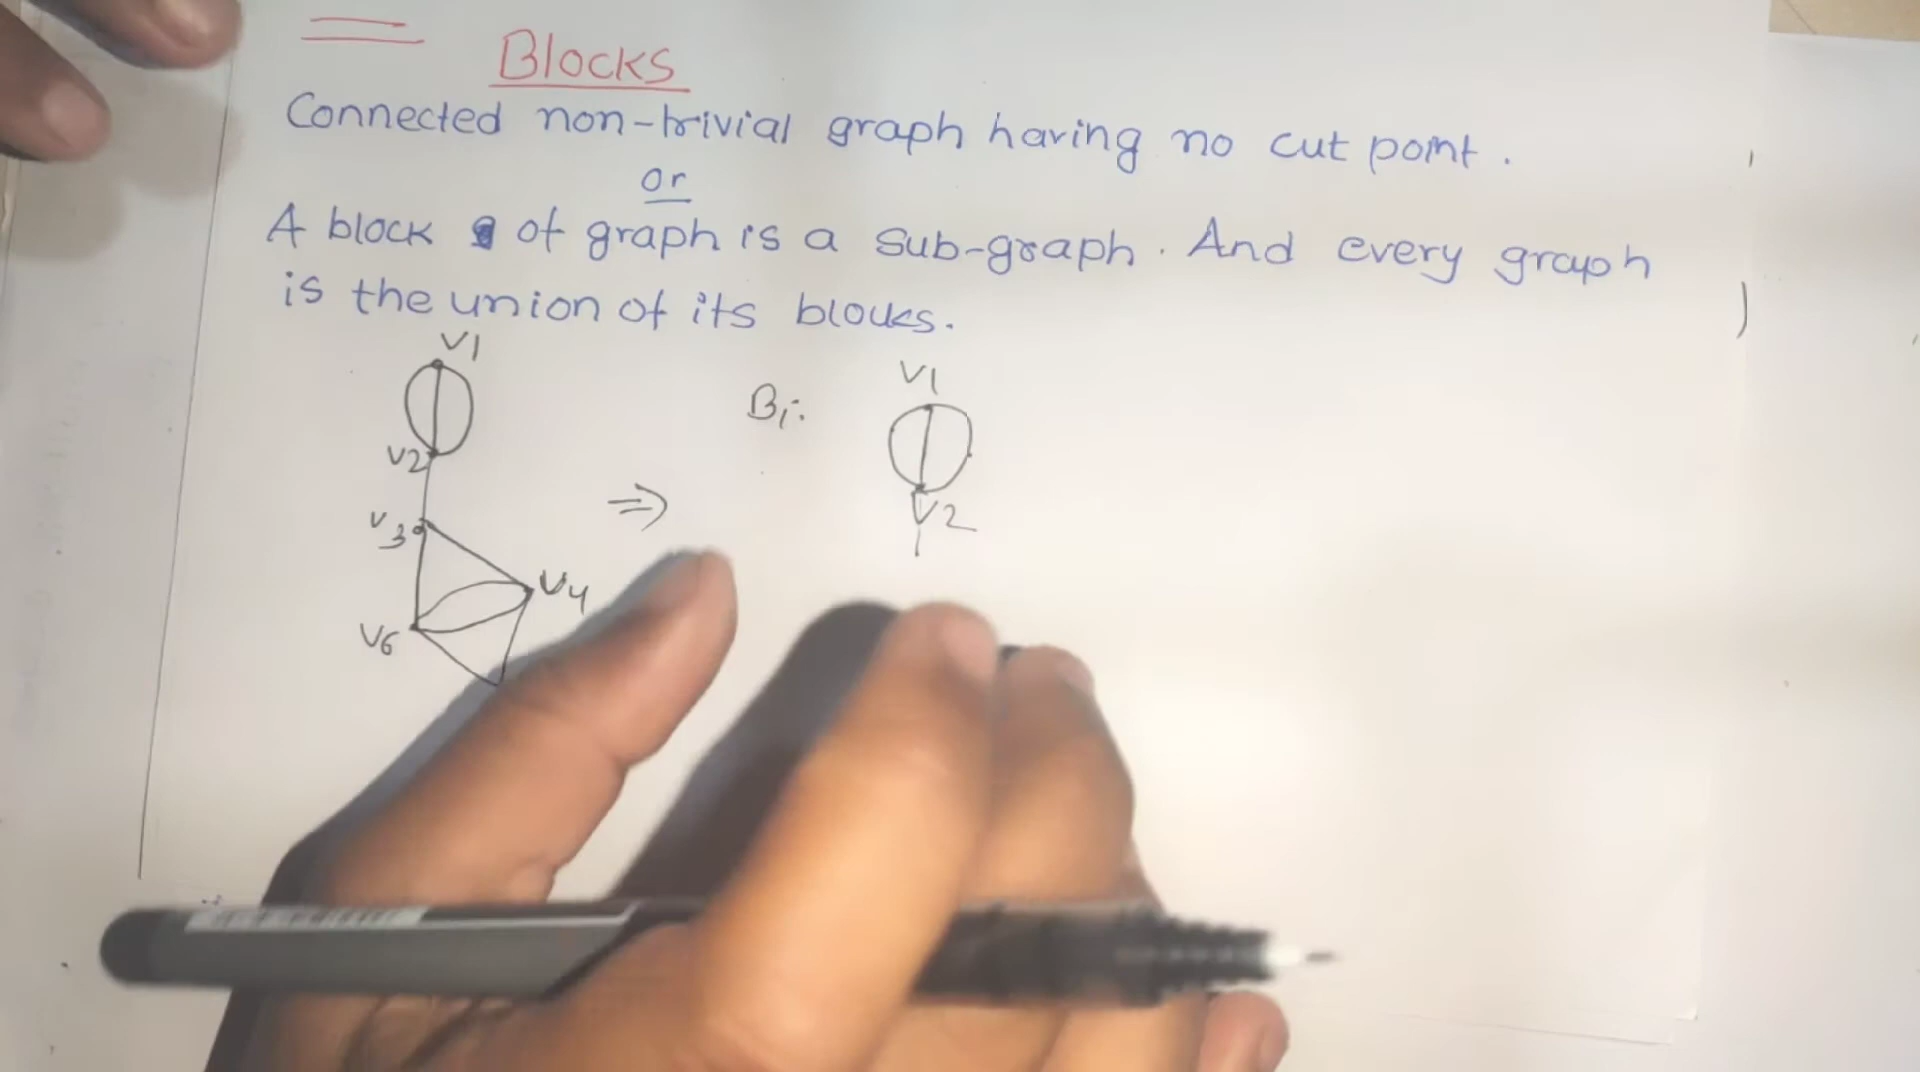 Blocks
Connected non-trivial graph having no cut point.
or
A block of graph is a sub-graph. And every graph
is the union of its blocks.
V1
V2
V3
V4
V6
⇒
B1:
V1
V2